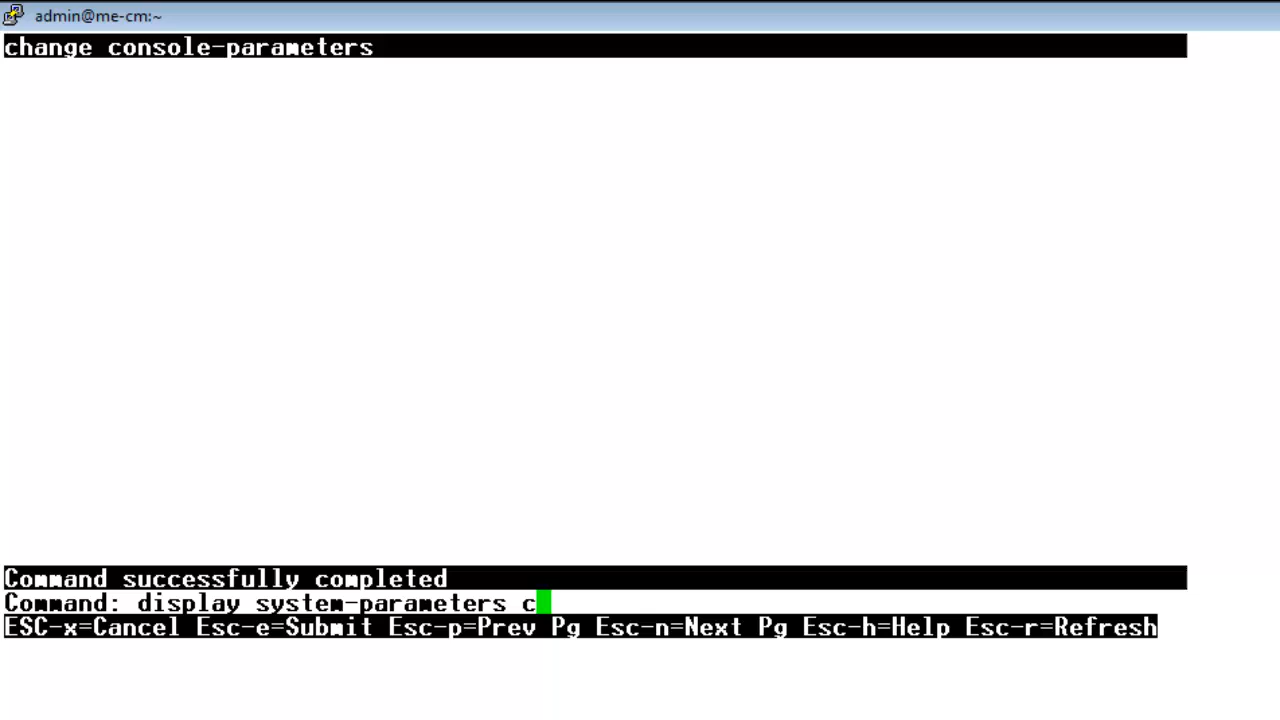 admin@me-cm:~
change console-parameters
Command successfully completed
Command: display system-parameters c
ESC-x=Cancel Esc-e=Submit Esc-p=Prev Pg Esc-n=Next Pg Esc-h=Help Esc-r=Refresh